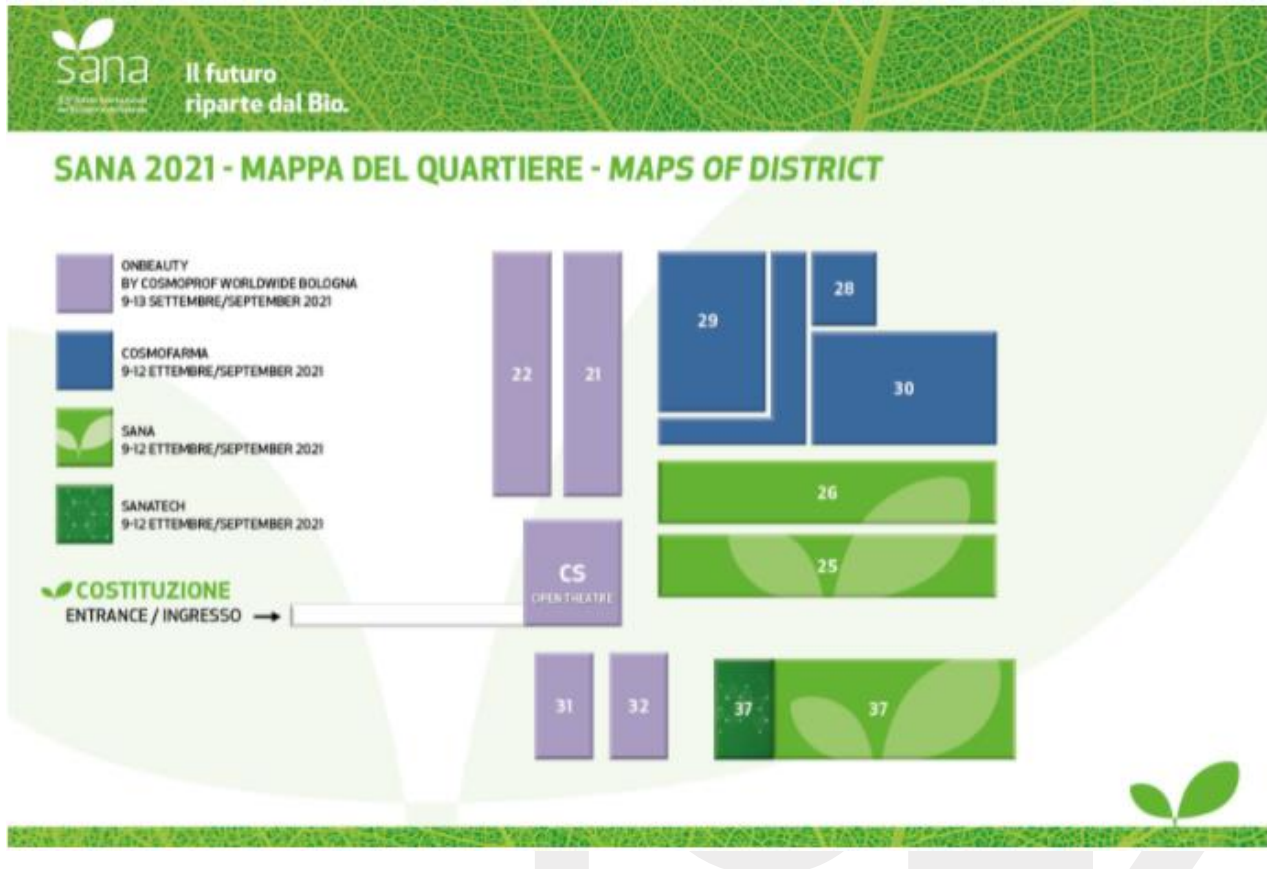 sana
Il futuro
riparte dal Bio.
SANA 2021 - MAPPA DEL QUARTIERE - MAPS OF DISTRICT
ONBEAUTY
BY COSMOPROF WORLDWIDE BOLOGNA
9-13 SETTEMBRE/SEPTEMBER 2021
COSMOFARMA
9-12 ETTEMBRE/SEPTEMBER 2021
SANA
9-12 ETTEMBRE/SEPTEMBER 2021
SANATECH
9-12 ETTEMBRE/SEPTEMBER 2021
COSTITUZIONE
ENTRANCE / INGRESSO
22
21
29
28
30
26
25
CS
OPEN THEATRE
31
32
37
37